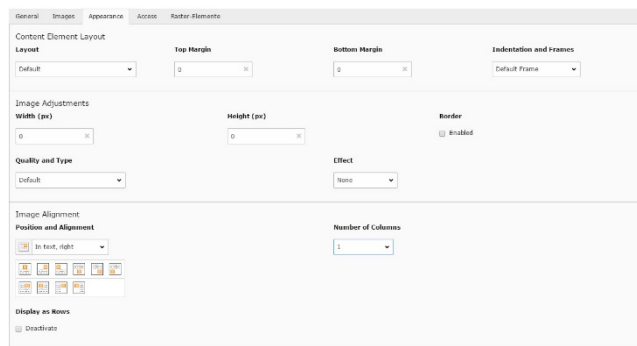 General Images Appearance Access Raster-Elemente
Content Element Layout
Layout Top Margin Bottom Margin Indentation and Frames
Default 0 0 Default Frame
Image Adjustments
Width (px) Height (px) Border
0 0 Enabled
Quality and Type Effect
Default None
Image Alignment
Position and Alignment Number of Columns
In text, right 1
Display as Rows
Deactivate